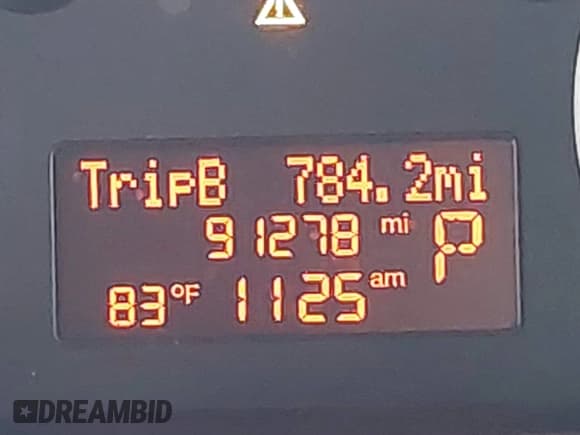 TripB 784.2mi
91278 mi P
83°F 1125 am
DREAMBID